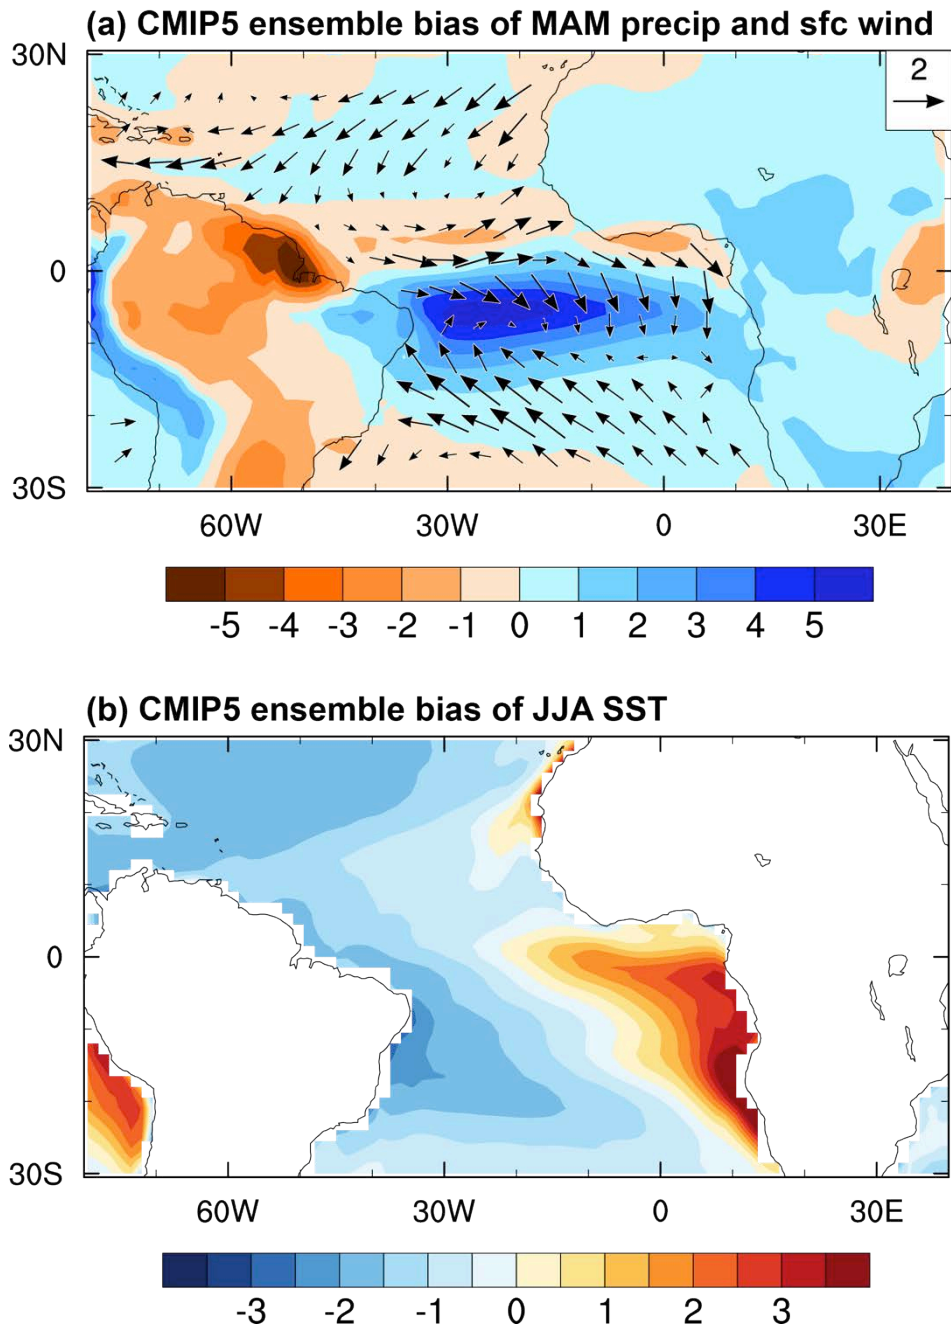 (a) CMIP5 ensemble bias of MAM precip and sfc wind
30N
2
0
30S
60W 30W 0 30E
-5 -4 -3 -2 -1 0 1 2 3 4 5
(b) CMIP5 ensemble bias of JJA SST
30N
0
30S
60W 30W 0 30E
-3 -2 -1 0 1 2 3